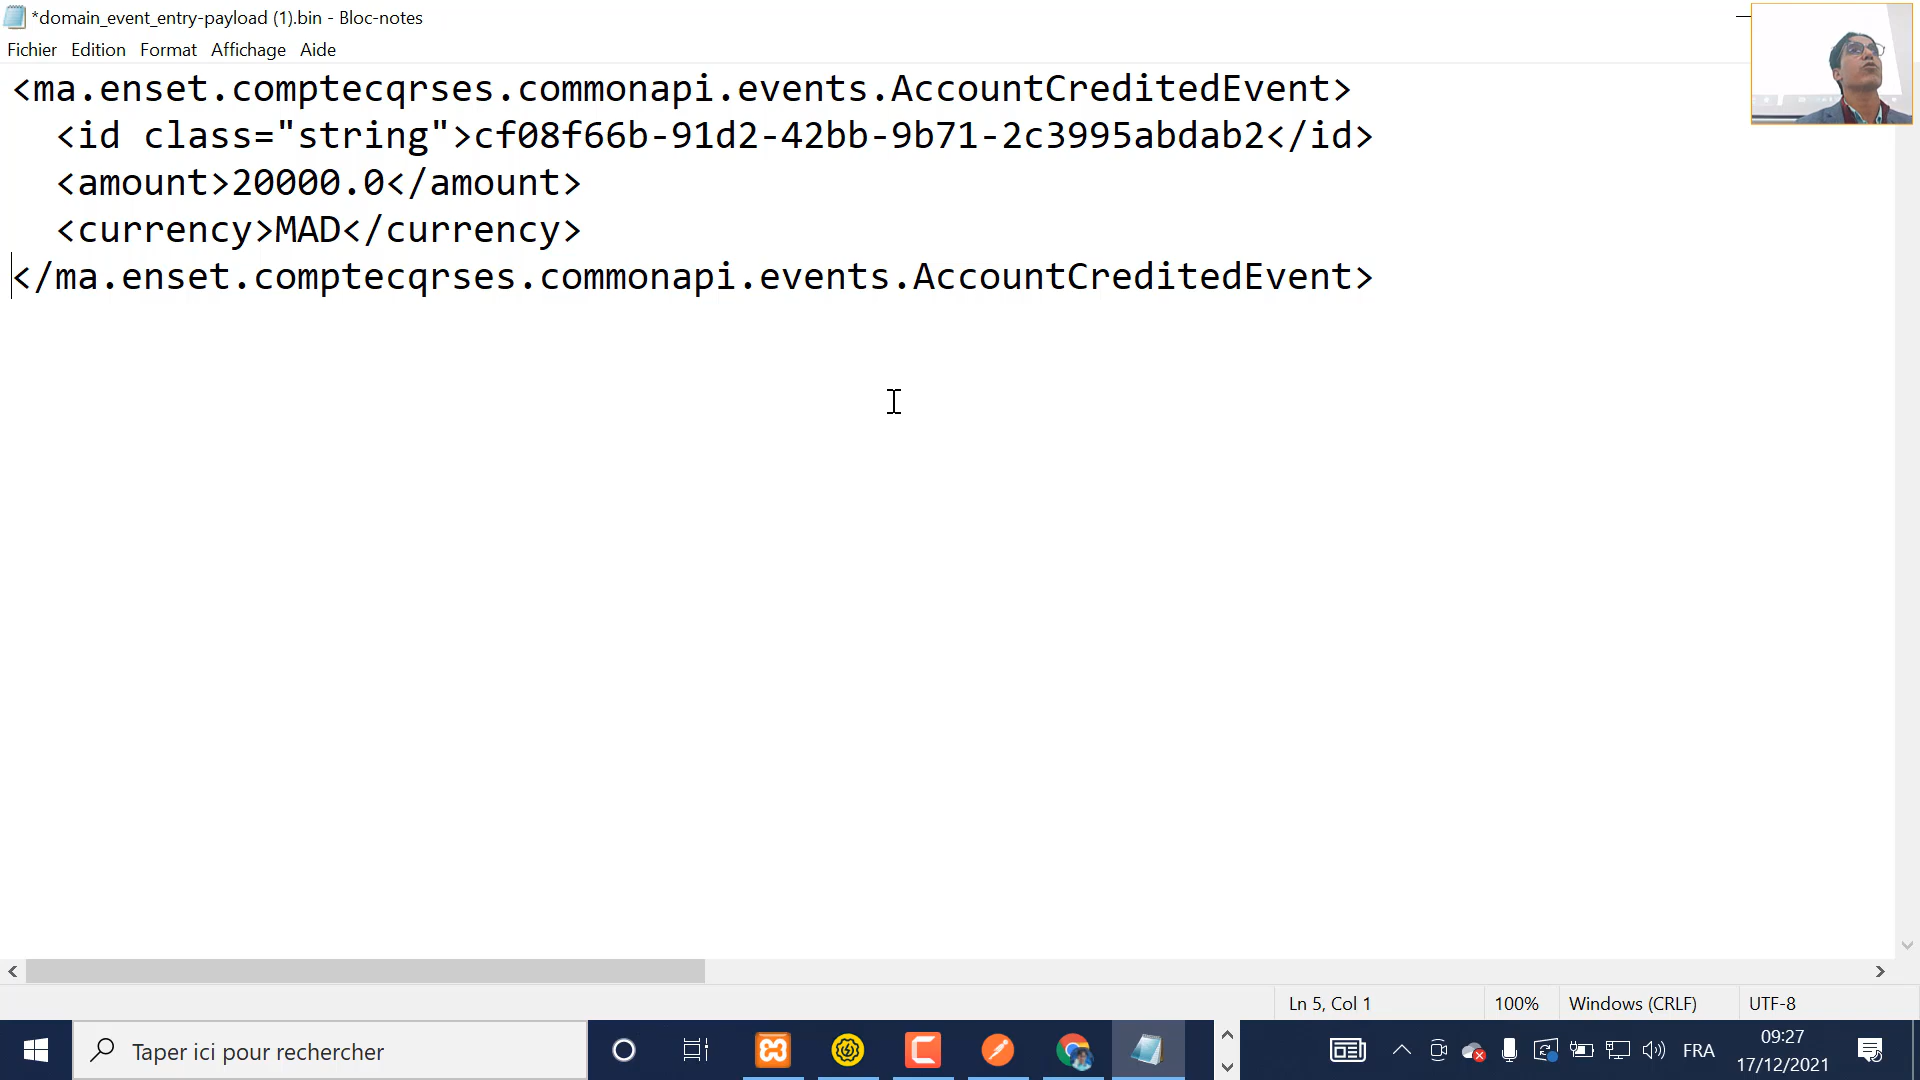 *domain_event_entry-payload (1).bin - Bloc-notes
Fichier Edition Format Affichage Aide
<ma.enset.comptecqrses.commonapi.events.AccountCreditedEvent>
  <id class="string">cf08f66b-91d2-42bb-9b71-2c3995abdab2</id>
  <amount>20000.0</amount>
  <currency>MAD</currency>
</ma.enset.comptecqrses.commonapi.events.AccountCreditedEvent>
Ln 5, Col 1 100% Windows (CRLF) UTF-8
Taper ici pour rechercher
FRA
09:27
17/12/2021